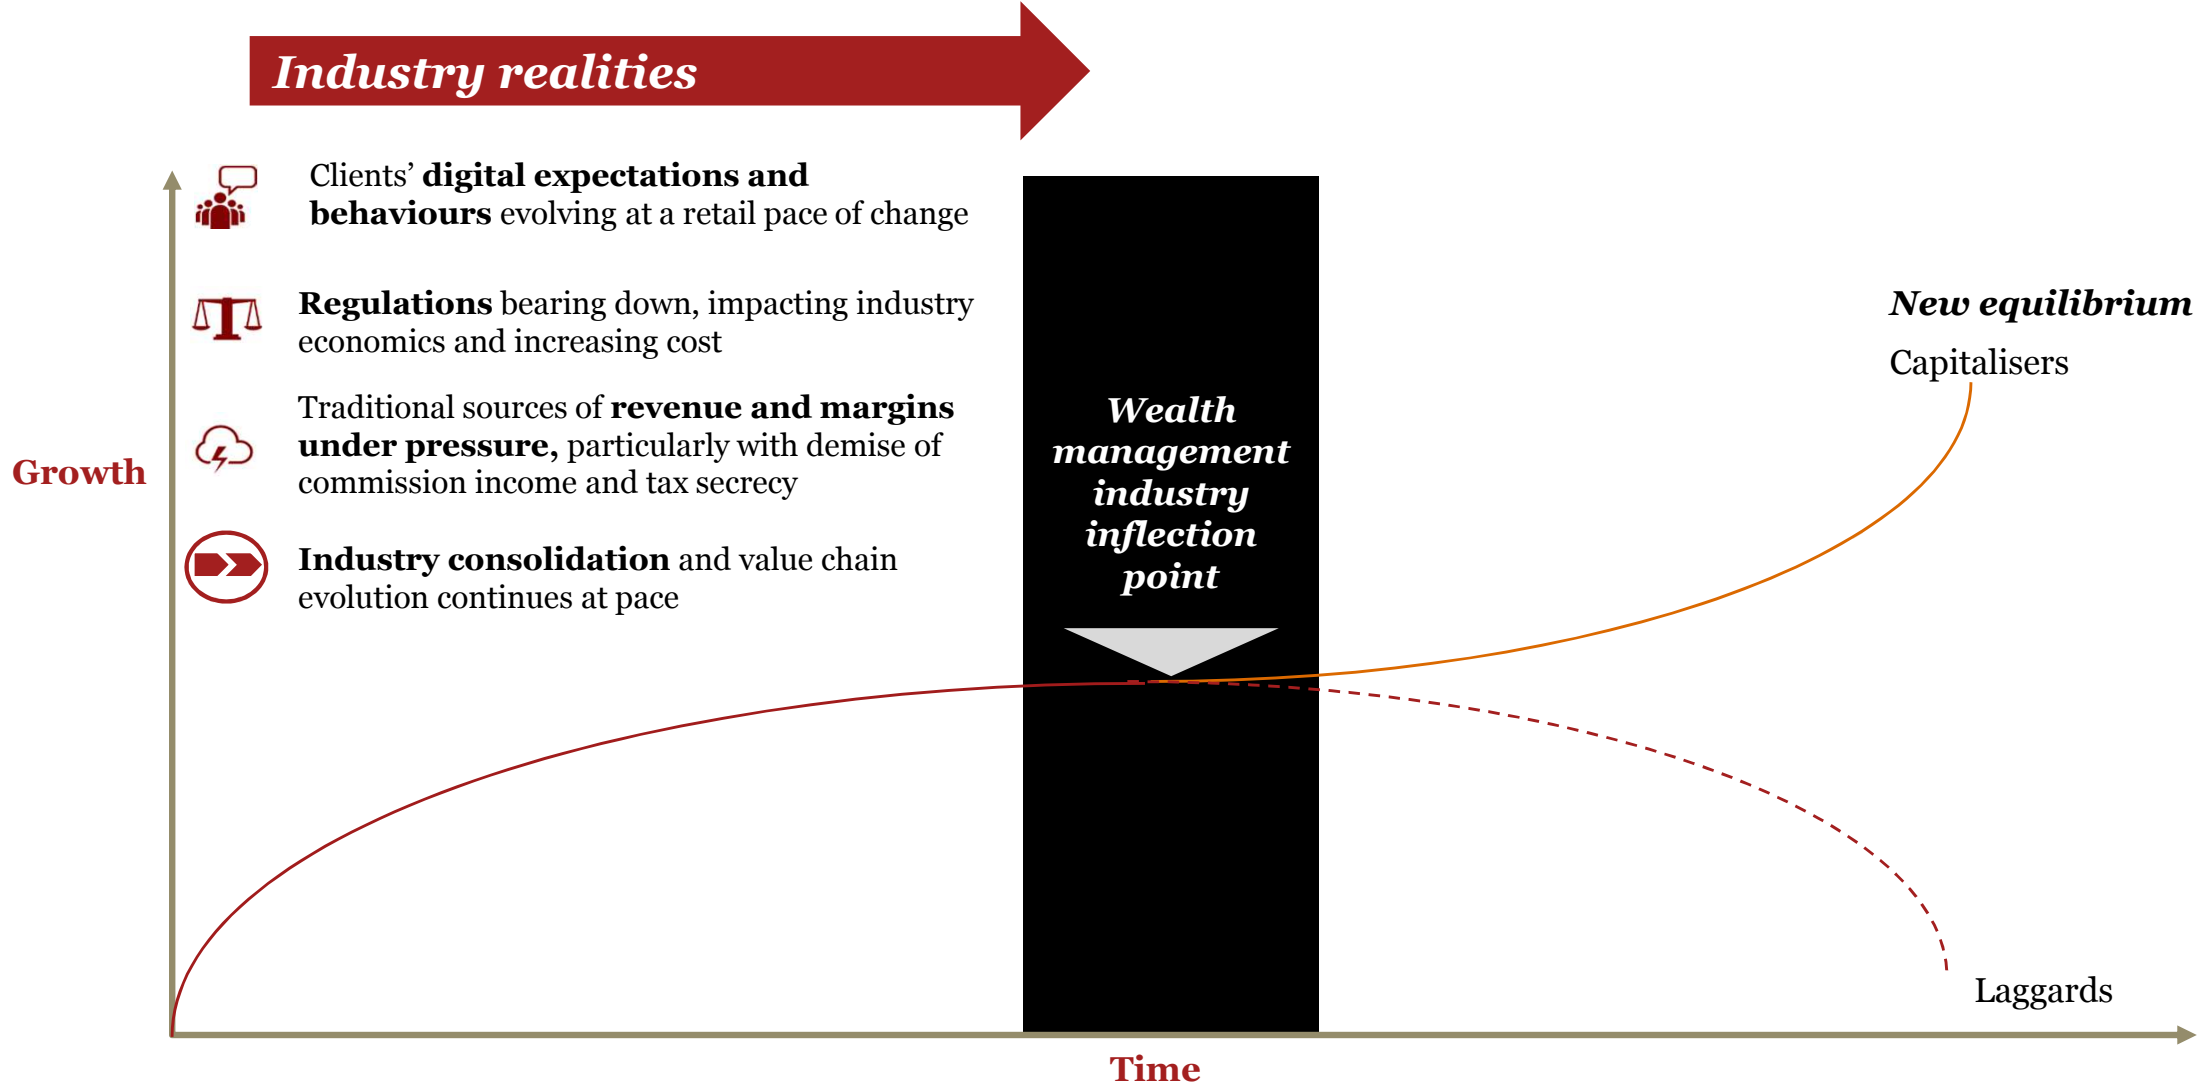 Industry realities
Clients’ digital expectations and
behaviours evolving at a retail pace of change
Regulations bearing down, impacting industry
economics and increasing cost
Traditional sources of revenue and margins
under pressure, particularly with demise of
commission income and tax secrecy
Industry consolidation and value chain
evolution continues at pace
Growth
Wealth
management
industry
inflection
point
New equilibrium
Capitalisers
Laggards
Time